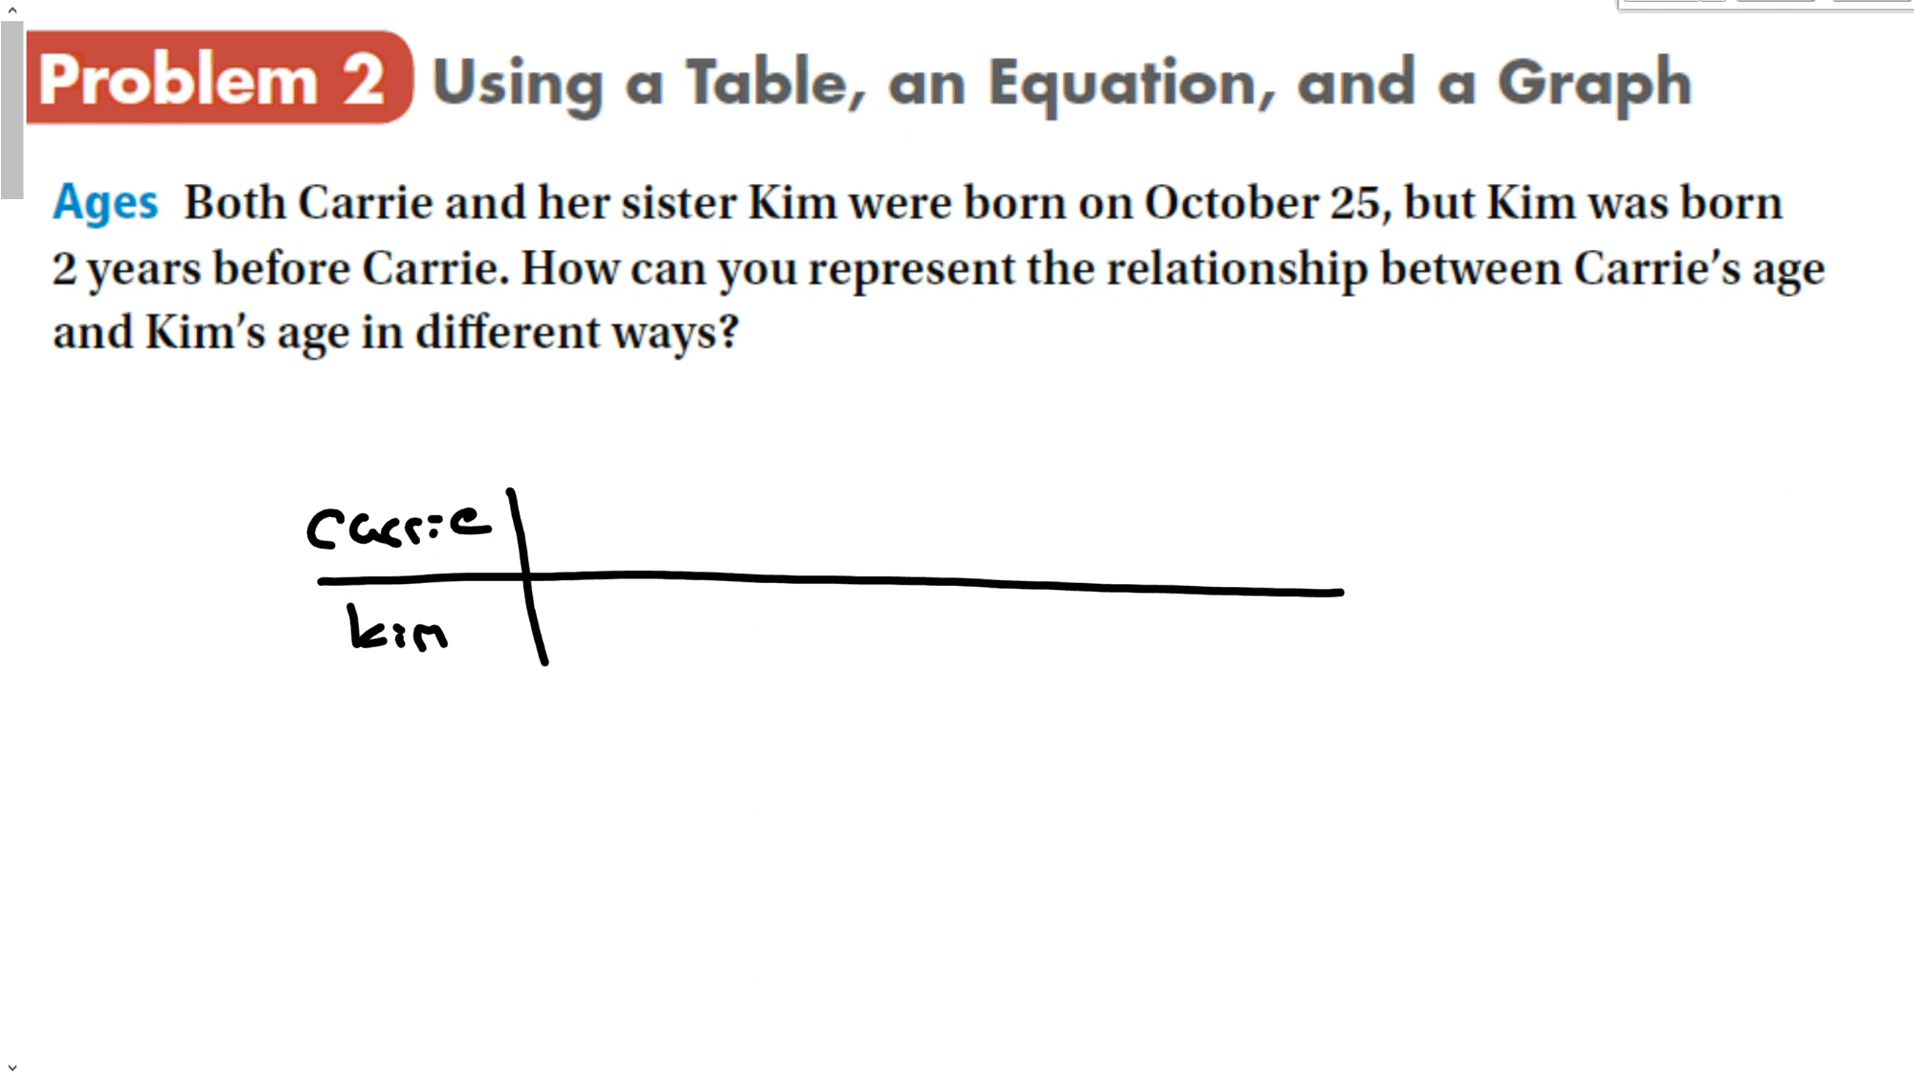 Problem 2 Using a Table, an Equation, and a Graph
Ages Both Carrie and her sister Kim were born on October 25, but Kim was born
2 years before Carrie. How can you represent the relationship between Carrie’s age
and Kim’s age in different ways?
Carrie
kim